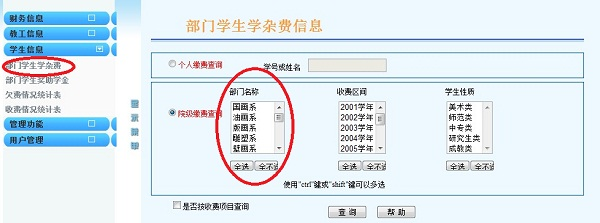 财务信息
教工信息
学生信息
部门学生学杂费
部门学生奖助学金
欠费情况统计表
收费情况统计表
管理功能
用户管理
部门学生学杂费信息
个人缴费查询 学号或姓名
院级缴费查询
部门名称 收费区间 学生性质
国画系 2001学年 美术类
油画系 2002学年 师范类
版画系 2003学年 中专类
雕塑系 2004学年 研究生类
壁画系 2005学年 成教类
全选 全不选 全选 全不选 全选 全不选
使用"ctrl"键或"shift"键可以多选
是否按收费项目查询
查 询 帮 助